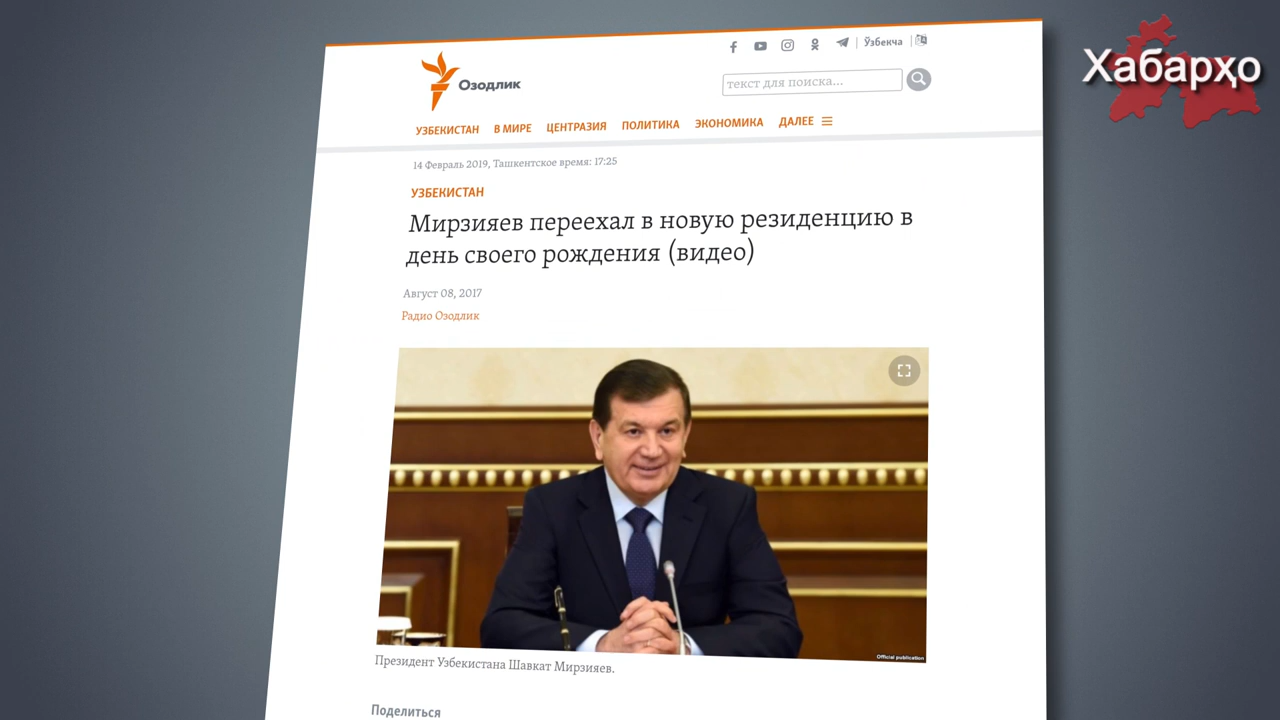 Хабарҳо
Ўзбекча
Озодлик
текст для поиска...
УЗБЕКИСТАН В МИРЕ ЦЕНТРАЗИЯ ПОЛИТИКА ЭКОНОМИКА ДАЛЕЕ
14 Февраль 2019, Ташкентское время: 17:25
УЗБЕКИСТАН
Мирзияев переехал в новую резиденцию в
день своего рождения (видео)
Август 08, 2017
Радио Озодлик
Official publication
Президент Узбекистана Шавкат Мирзияев.
Поделиться